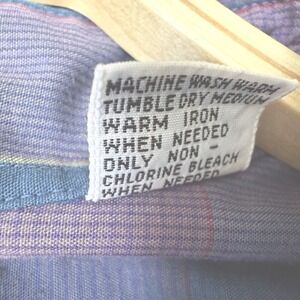 MACHINE WASH WARM
TUMBLE DRY MEDIUM
WARM IRON
WHEN NEEDED
ONLY NON -
CHLORINE BLEACH
WHEN NEEDED